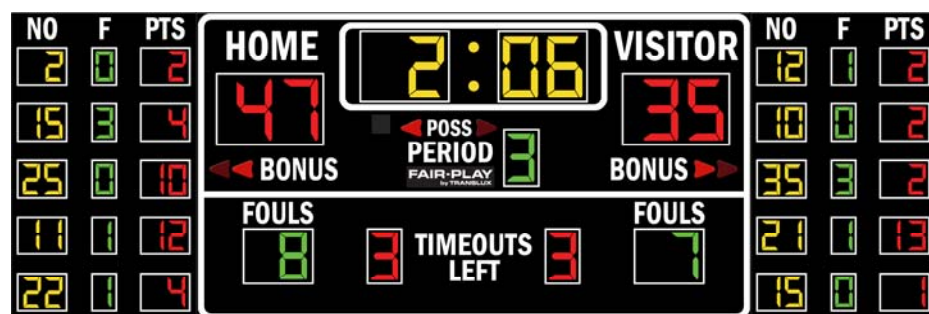 NO F PTS
2 0 2
15 3 4
25 0 10
11 1 12
22 1 4
HOME
47
BONUS
2:06
POSS
PERIOD 3
FAIR-PLAY
by TRANSLUX
VISITOR
35
BONUS
FOULS
8
3 TIMEOUTS LEFT 3
FOULS
7
NO F PTS
12 1 2
10 0 2
35 3 2
21 1 13
15 0 1